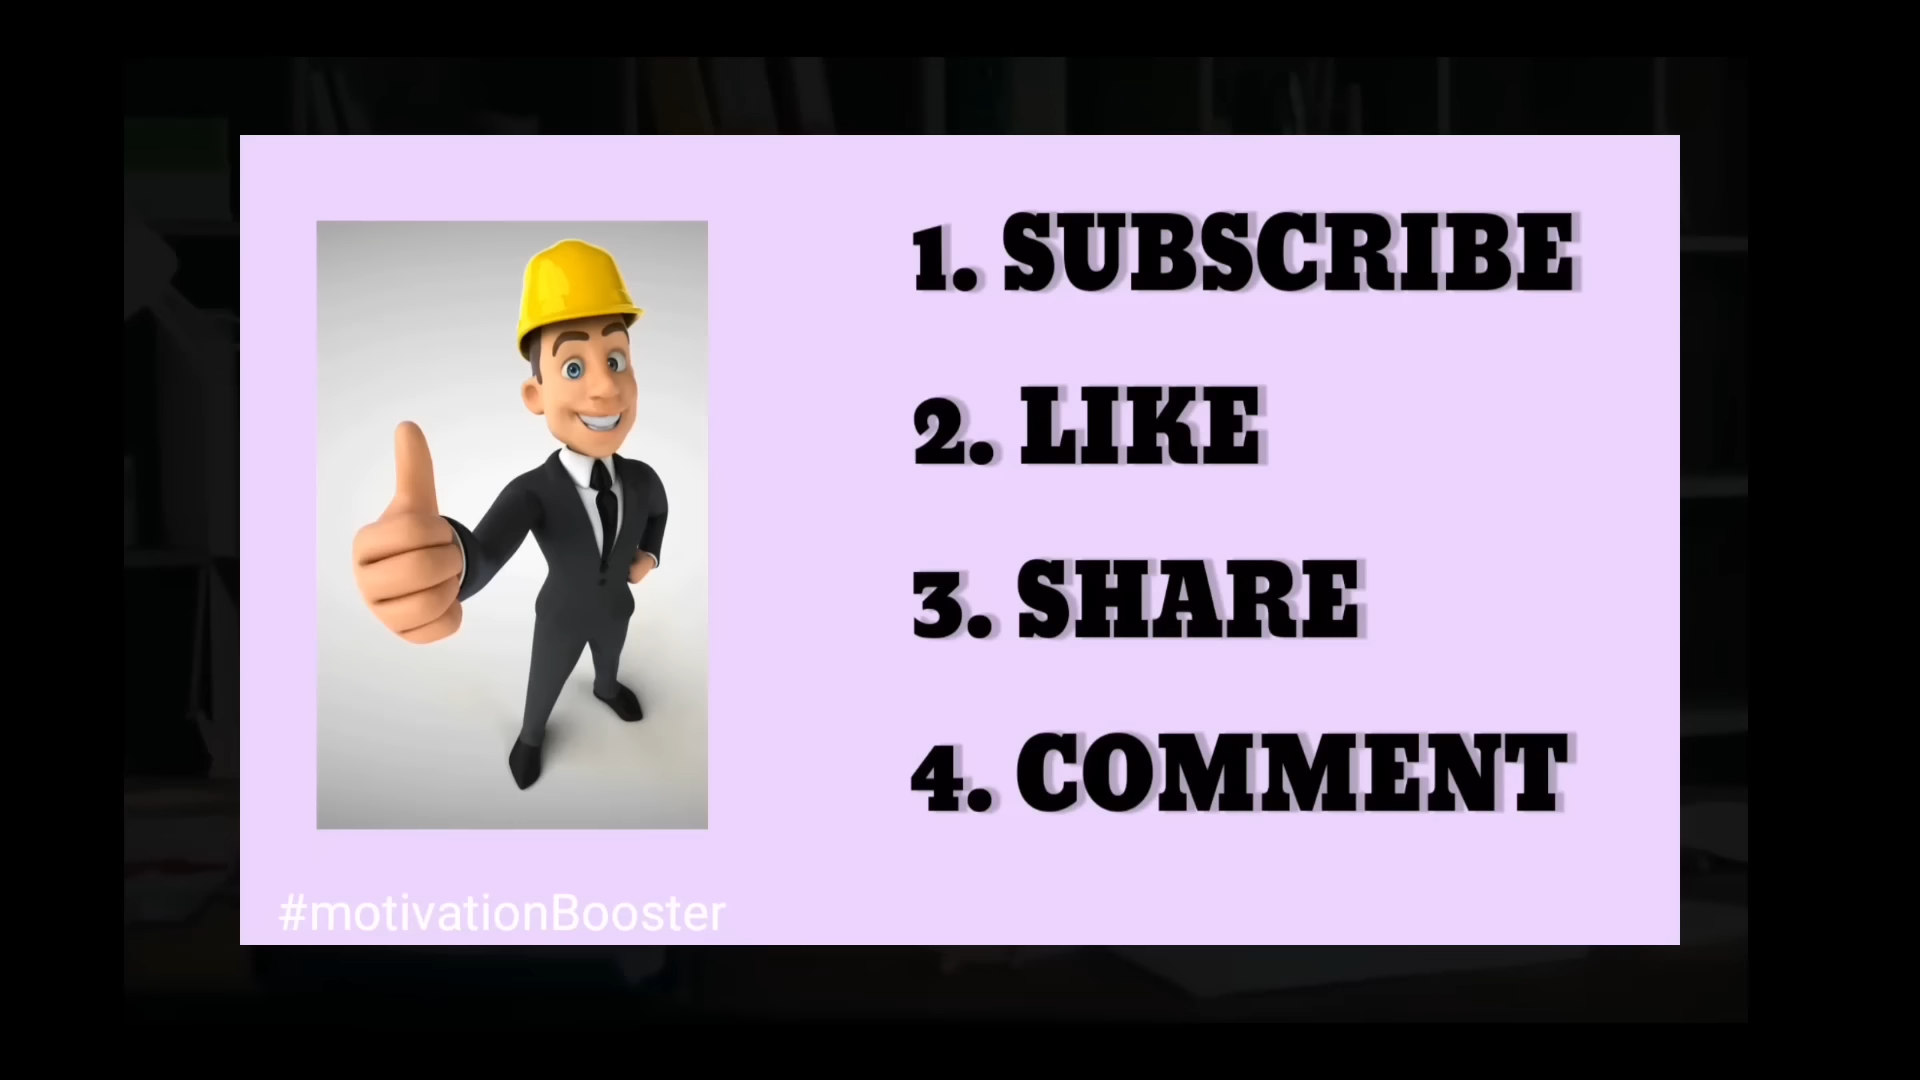 1. SUBSCRIBE
2. LIKE
3. SHARE
4. COMMENT
#motivationBooster